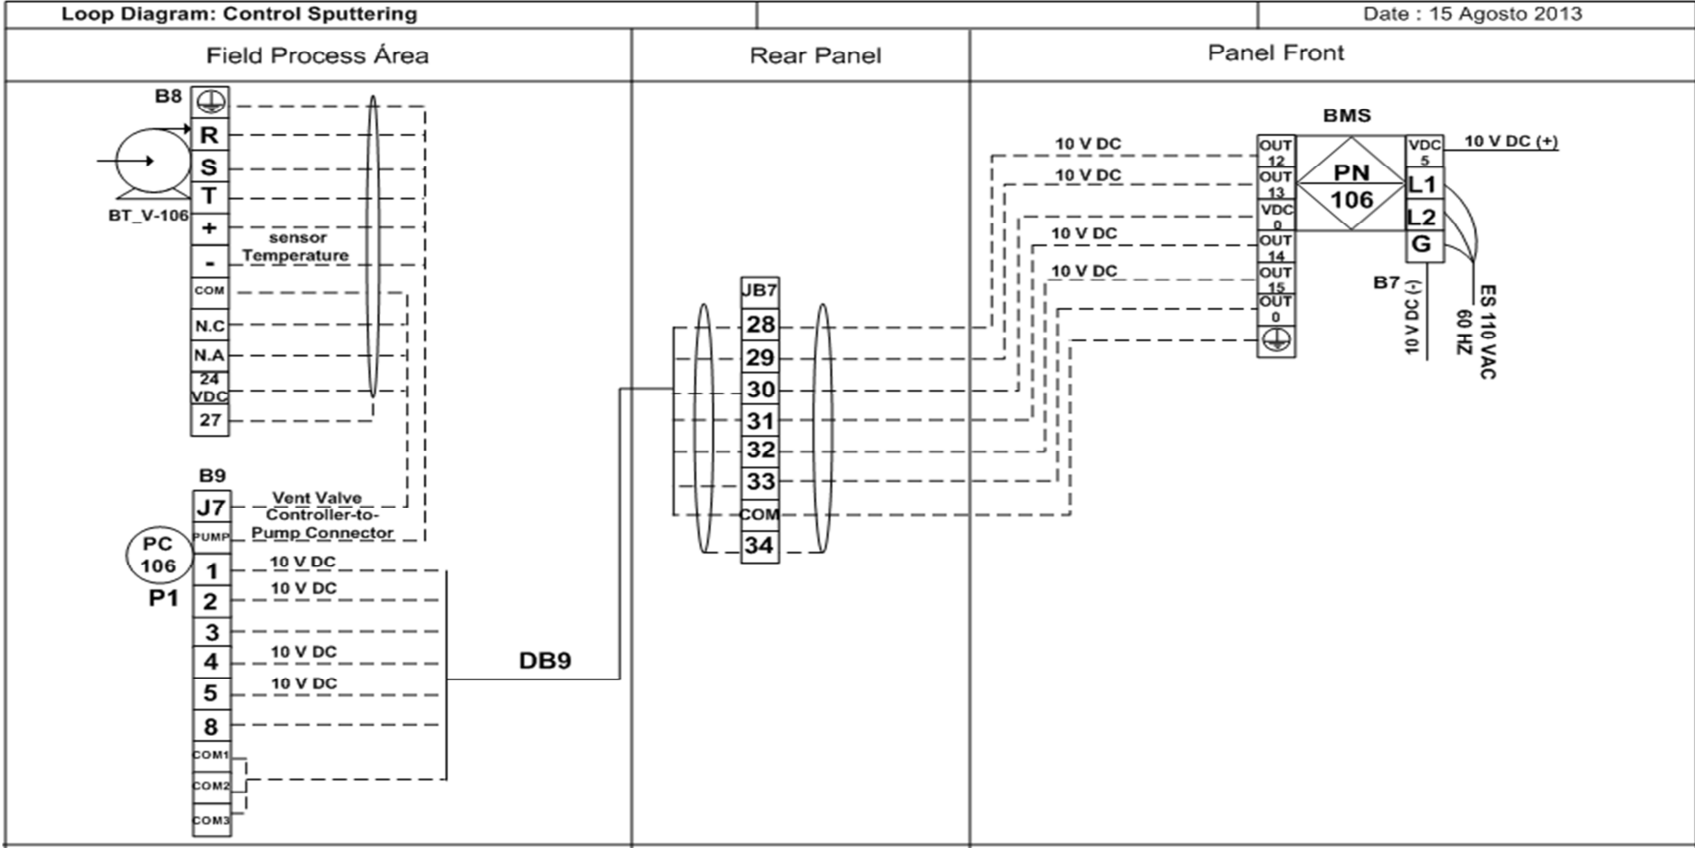 Loop Diagram: Control Sputtering
Date : 15 Agosto 2013
Field Process Área
Rear Panel
Panel Front
B8
R
S
T
+
-
COM
N.C
N.A
24
VDC
27
BT_V-106
sensor
Temperature
B9
J7
PUMP
1
2
3
4
5
8
COM1
COM2
COM3
PC
106
P1
Vent Valve
Controller-to-
Pump Connector
10 V DC
10 V DC
10 V DC
10 V DC
DB9
JB7
28
29
30
31
32
33
COM
34
10 V DC
10 V DC
10 V DC
10 V DC
BMS
OUT
12
OUT
13
VDC
0
OUT
14
OUT
15
OUT
0
PN
106
VDC
5
L1
L2
G
10 V DC (+)
B7
10 V DC (-)
ES 110 VAC
60 HZ